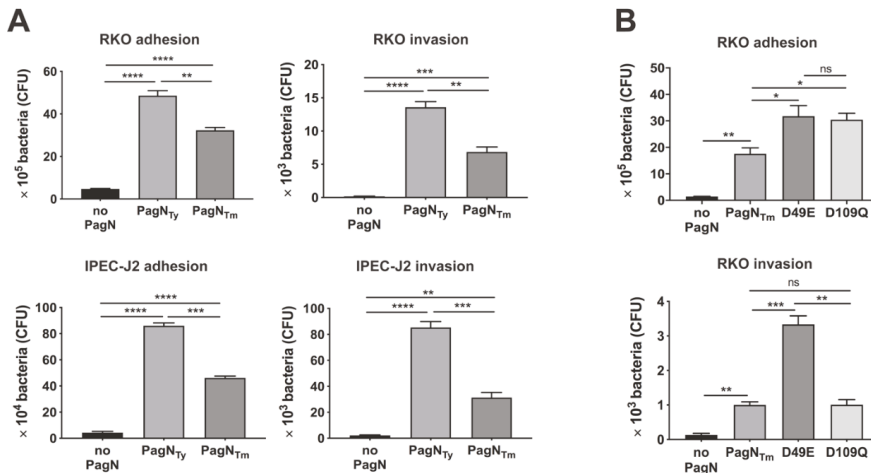 A
RKO adhesion
× 10⁵ bacteria (CFU)
60
40
20
0
****
**** **
no PagN
PagN_Ty
PagN_Tm
RKO invasion
× 10³ bacteria (CFU)
20
15
10
5
0
***
**** **
no PagN
PagN_Ty
PagN_Tm
IPEC-J2 adhesion
× 10⁴ bacteria (CFU)
100
80
60
40
20
0
****
**** ***
no PagN
PagN_Ty
PagN_Tm
IPEC-J2 invasion
× 10³ bacteria (CFU)
100
80
60
40
20
0
**
**** ***
no PagN
PagN_Ty
PagN_Tm
B
RKO adhesion
× 10⁵ bacteria (CFU)
50
40
30
20
10
0
ns
*
*
**
no PagN
PagN_Tm
D49E
D109Q
RKO invasion
× 10³ bacteria (CFU)
4
3
2
1
0
ns
*** **
**
no PagN
PagN_Tm
D49E
D109Q